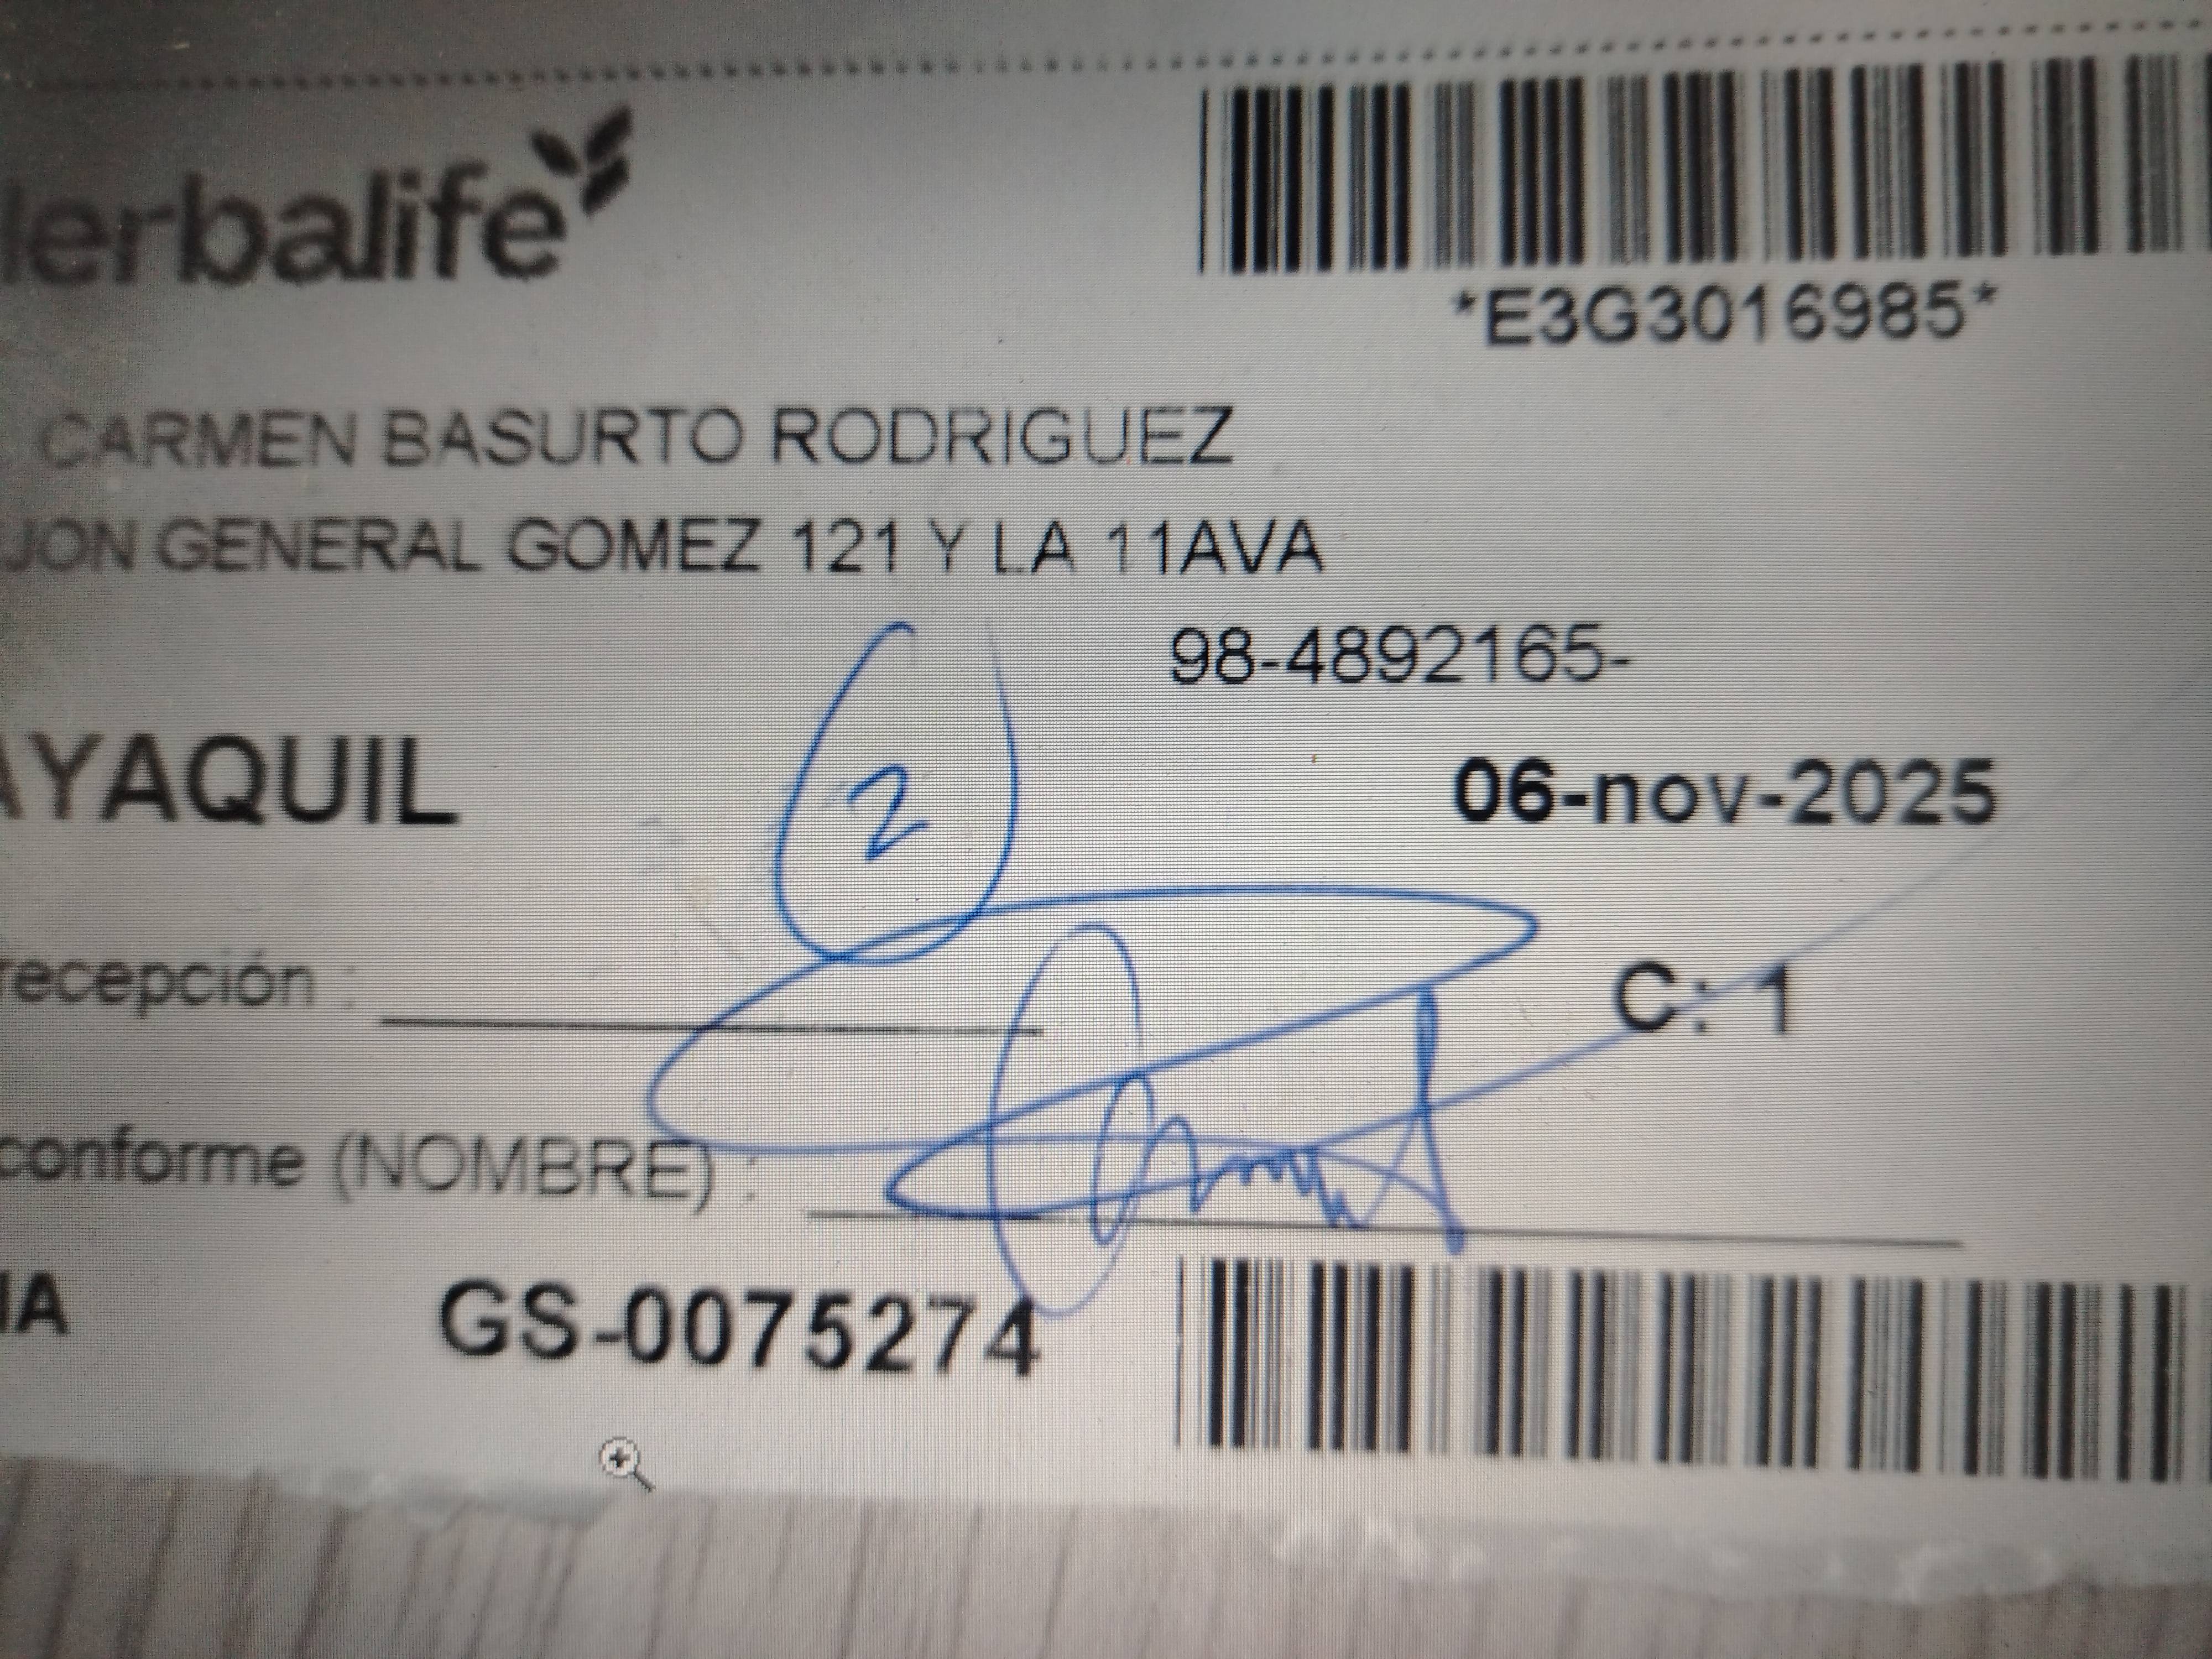 Herbalife
*E3G3016985*
CARMEN BASURTO RODRIGUEZ
JON GENERAL GOMEZ 121 Y LA 11AVA
98-4892165-
AYAQUIL
2
06-nov-2025
recepción :
C: 1
conforme (NOMBRE) :
IA
GS-0075274